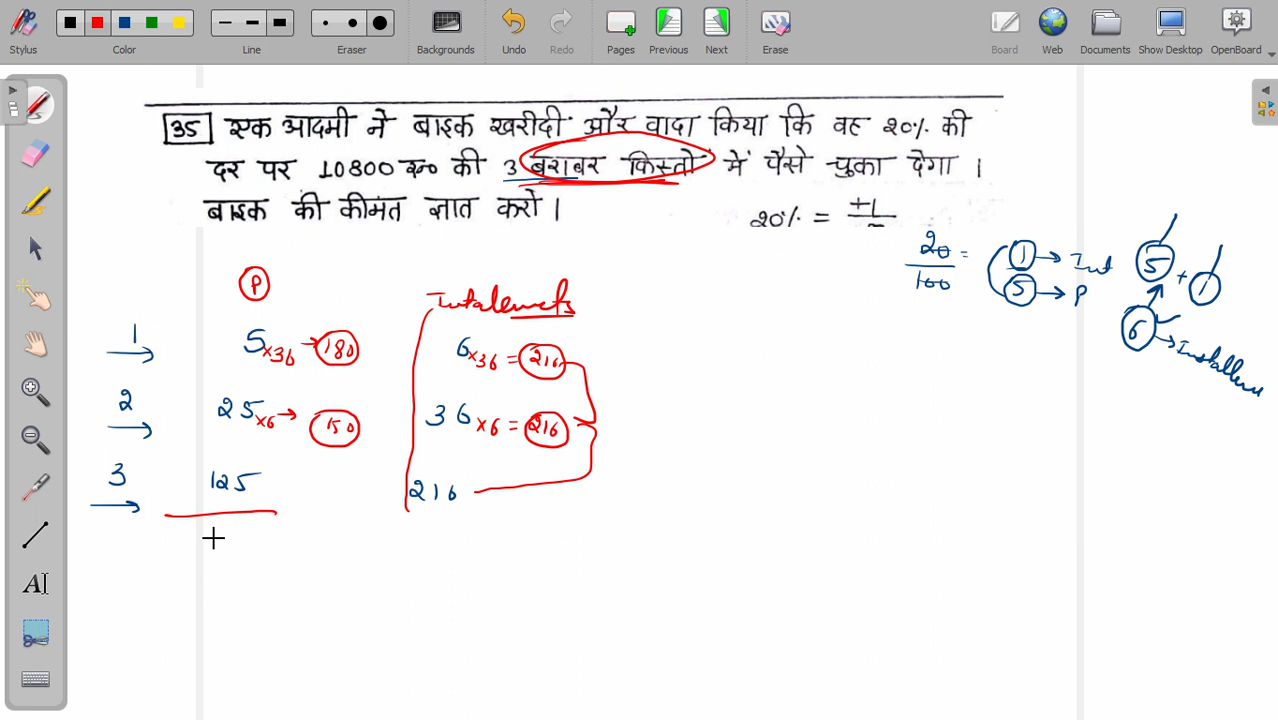 Stylus Color Line Eraser Backgrounds Undo Redo Pages Previous Next Erase Board Web Documents Show Desktop OpenBoard
35 एक आदमी ने बाइक खरीदी और वादा किया कि वह 20% की
दर पर 10800 रू० की 3 बराबर किस्तो में पैसे चुका देगा ।
बाइक की कीमत ज्ञात करो ।
20% = +1
20/100 = 1 → Int
5 → P
5 + 1
6 →
P
1 → 5×36 → 180 6×36 = 216
2 → 25×6 → 150 36×6 = 216
3 → 125 216
AI